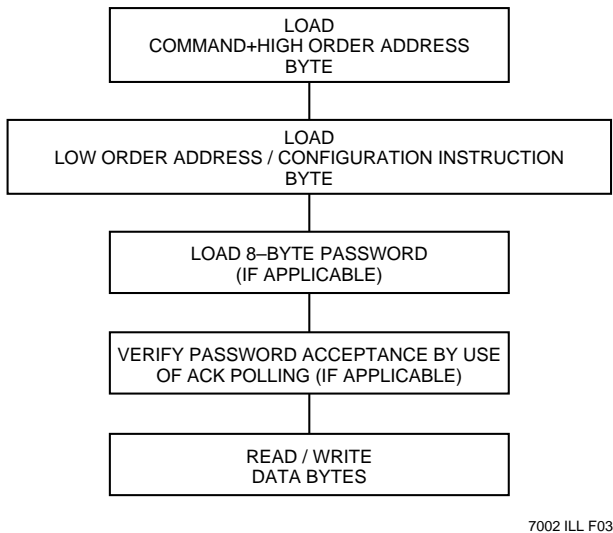 LOAD
COMMAND+HIGH ORDER ADDRESS
BYTE
LOAD
LOW ORDER ADDRESS / CONFIGURATION INSTRUCTION
BYTE
LOAD 8–BYTE PASSWORD
(IF APPLICABLE)
VERIFY PASSWORD ACCEPTANCE BY USE
OF ACK POLLING (IF APPLICABLE)
READ / WRITE
DATA BYTES
7002 ILL F03